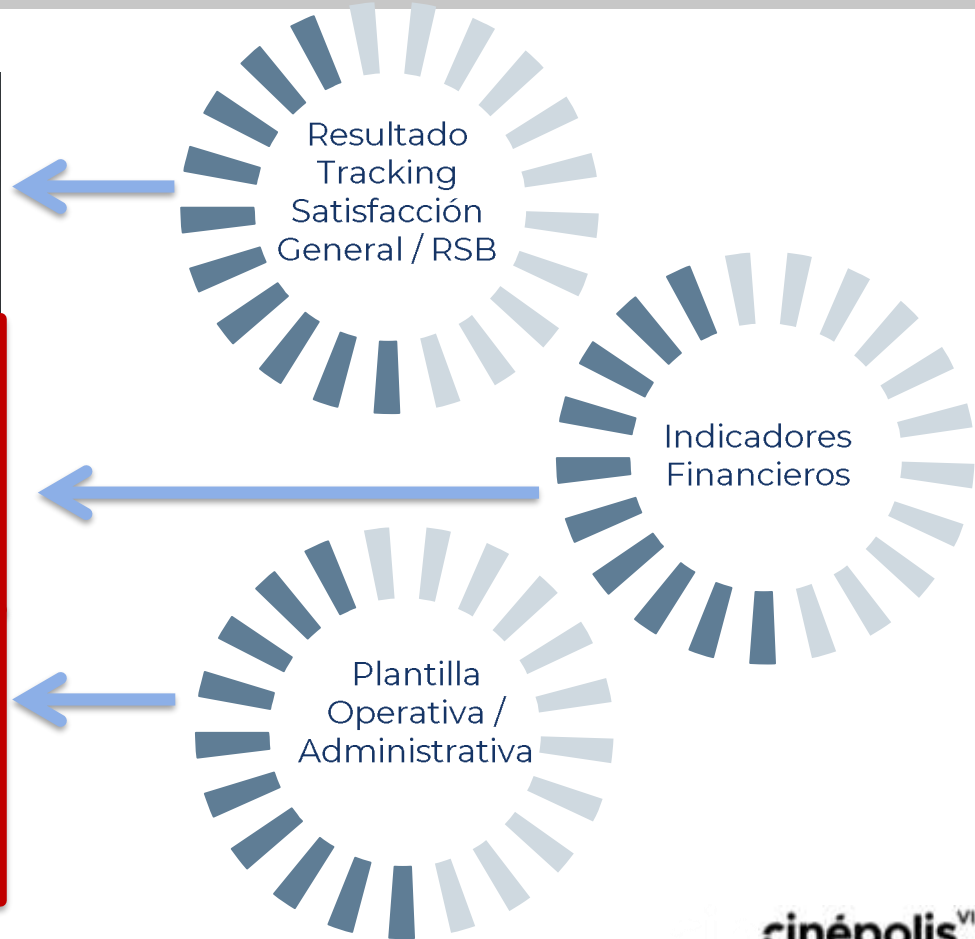 Resultado
Tracking
Satisfacción
General / RSB
Indicadores
Financieros
Plantilla
Operativa /
Administrativa
cinépolis